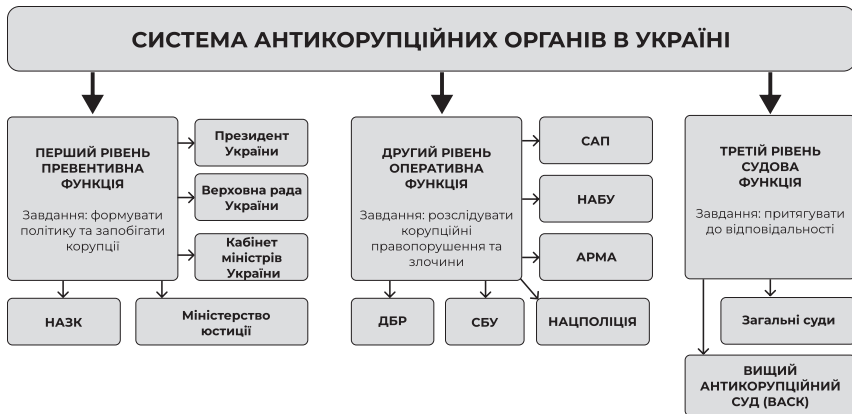 СИСТЕМА АНТИКОРУПЦІЙНИХ ОРГАНІВ В УКРАЇНІ
ПЕРШИЙ РІВЕНЬ
ПРЕВЕНТИВНА
ФУНКЦІЯ
Завдання: формувати
політику та запобігати
корупції
Президент
України
Верховна рада
України
Кабінет
міністрів
України
НАЗК
Міністерство
юстиції
ДРУГИЙ РІВЕНЬ
ОПЕРАТИВНА
ФУНКЦІЯ
Завдання: розслідувати
корупційні
правопорушення та
злочини
САП
НАБУ
АРМА
ДБР
СБУ
НАЦПОЛІЦІЯ
ТРЕТІЙ РІВЕНЬ
СУДОВА
ФУНКЦІЯ
Завдання: притягувати
до відповідальності
Загальні суди
ВИЩИЙ
АНТИКОРУПЦІЙНИЙ
СУД (ВАСК)